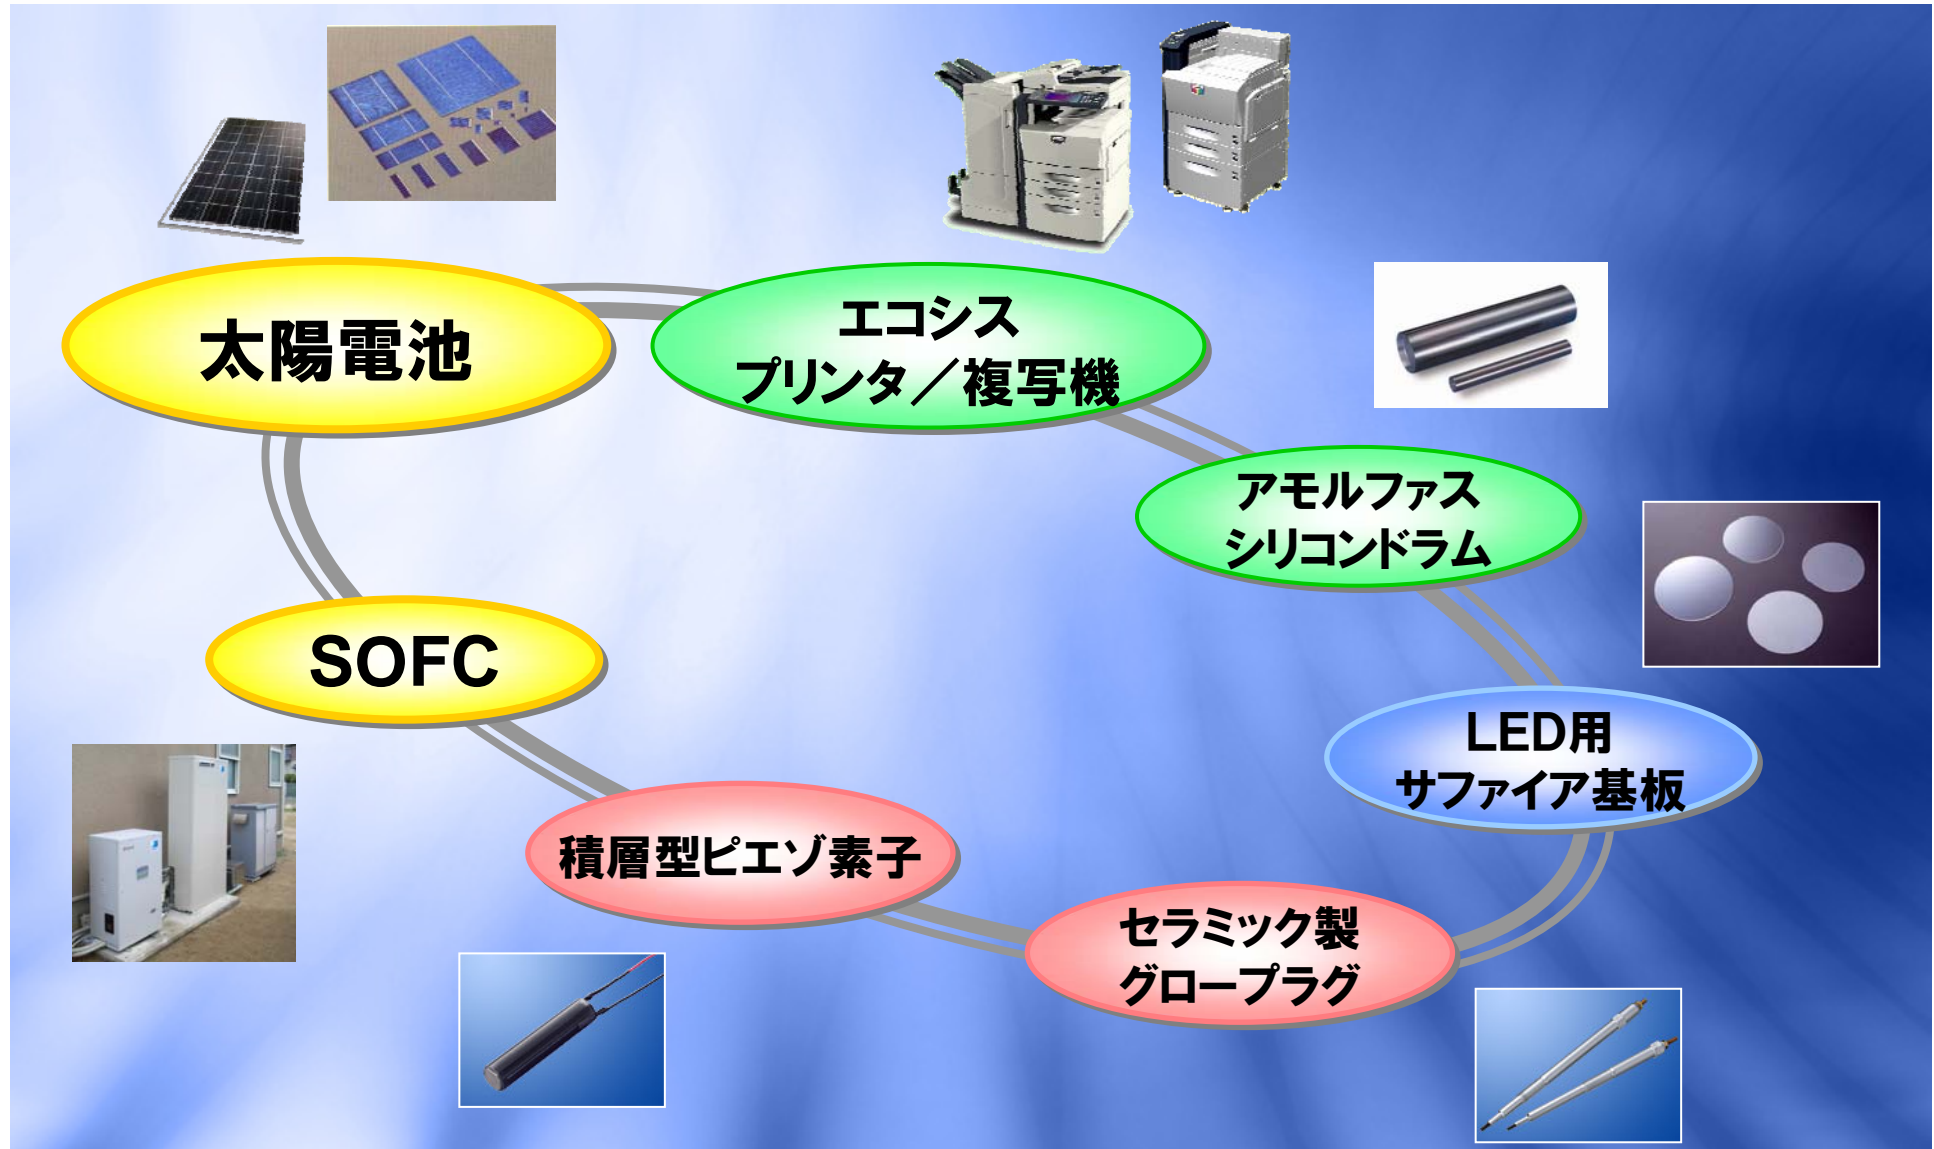 太陽電池
エコシス
プリンタ／複写機
アモルファス
シリコンドラム
SOFC
LED用
サファイア基板
積層型ピエゾ素子
セラミック製
グロープラグ